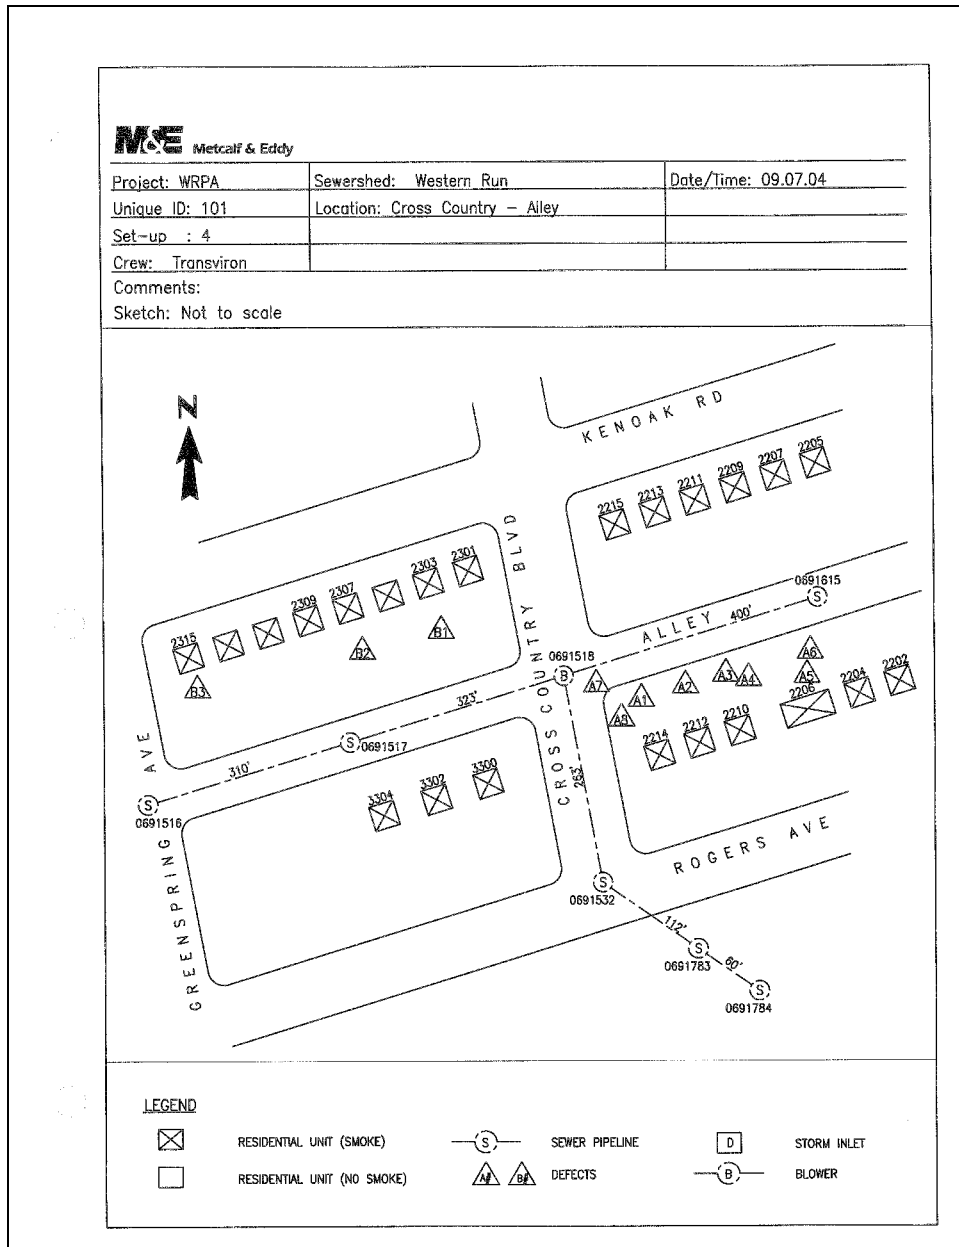 M&E Metcalf & Eddy
Project: WRPA
Sewershed: Western Run
Date/Time: 09.07.04
Unique ID: 101
Location: Cross Country - Alley
Set-up : 4
Crew: Transviron
Comments:
Sketch: Not to scale
N
KENOAK RD
2215
2213
2211
2209
2207
2205
CROSS COUNTRY BLVD
2315
2309
2307
2303
2301
B3
B2
B1
0691615
ALLEY
400'
0691518
S
B
A7
A1
A8
A2
A3
A4
A6
A5
2214
2212
2210
2206
2204
2202
323'
S
0691517
310'
S
0691516
GREENSPRING AVE
3304
3302
3300
263'
ROGERS AVE
S
0691532
112'
S
0691783
60'
S
0691784
LEGEND
RESIDENTIAL UNIT (SMOKE)
S
SEWER PIPELINE
D
STORM INLET
RESIDENTIAL UNIT (NO SMOKE)
A# B#
DEFECTS
B
BLOWER